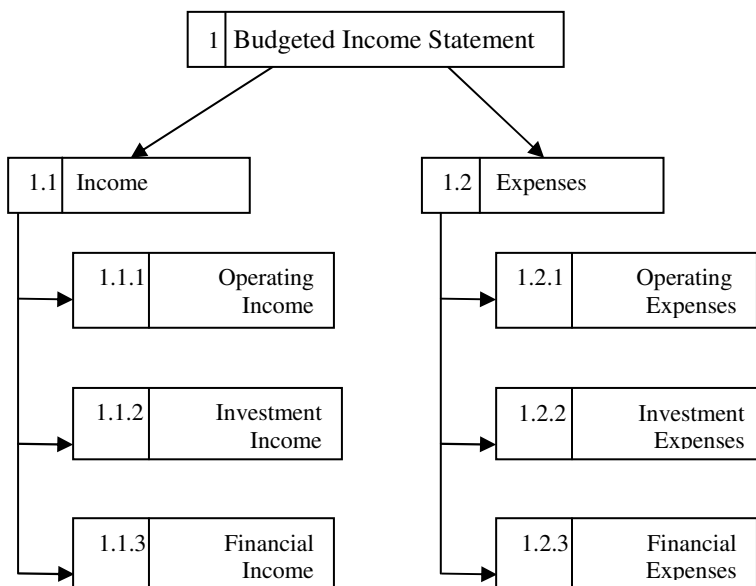 1 Budgeted Income Statement
1.1 Income
1.2 Expenses
1.1.1 Operating
Income
1.2.1 Operating
Expenses
1.1.2 Investment
Income
1.2.2 Investment
Expenses
1.1.3 Financial
Income
1.2.3 Financial
Expenses